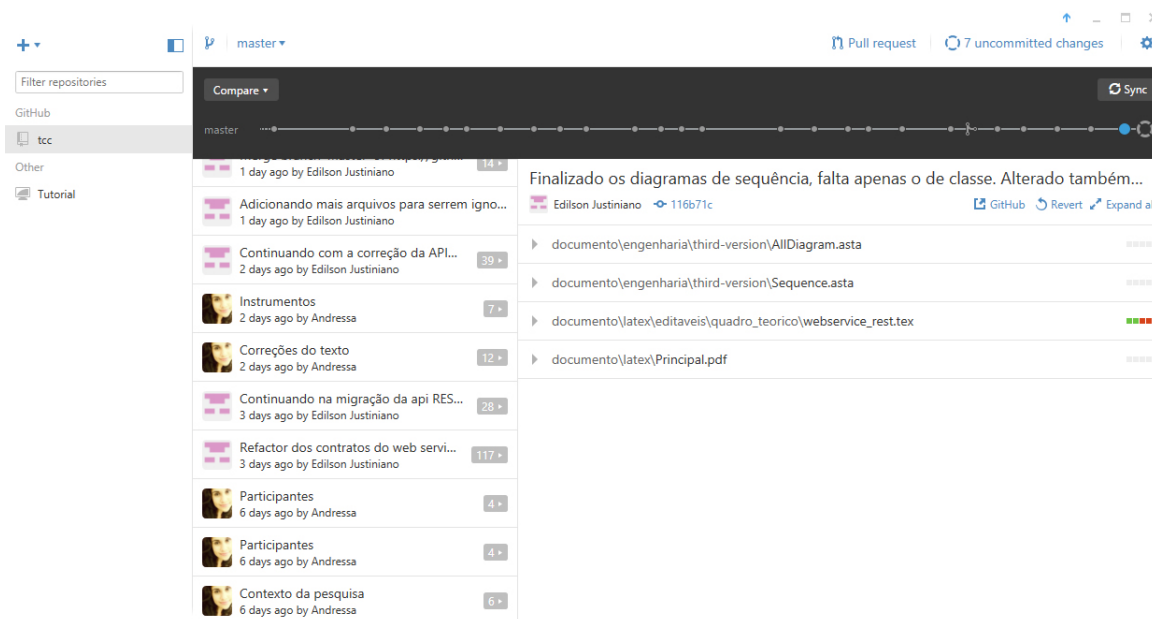 master
Pull request
7 uncommitted changes
Filter repositories
GitHub
tcc
Other
Tutorial
Compare
Sync
master
14
1 day ago by Edilson Justiniano
Adicionando mais arquivos para serrem igno...
1 day ago by Edilson Justiniano
Continuando com a correção da API...
2 days ago by Edilson Justiniano
39
Instrumentos
2 days ago by Andressa
7
Correções do texto
2 days ago by Andressa
12
Continuando na migração da api RES...
3 days ago by Edilson Justiniano
28
Refactor dos contratos do web servi...
3 days ago by Edilson Justiniano
117
Participantes
6 days ago by Andressa
4
Participantes
6 days ago by Andressa
4
Contexto da pesquisa
6 days ago by Andressa
6
Finalizado os diagramas de sequência, falta apenas o de classe. Alterado também...
Edilson Justiniano 116b71c
GitHub Revert Expand al
documento\engenharia\third-version\AllDiagram.asta
documento\engenharia\third-version\Sequence.asta
documento\latex\editaveis\quadro_teorico\webservice_rest.tex
documento\latex\Principal.pdf